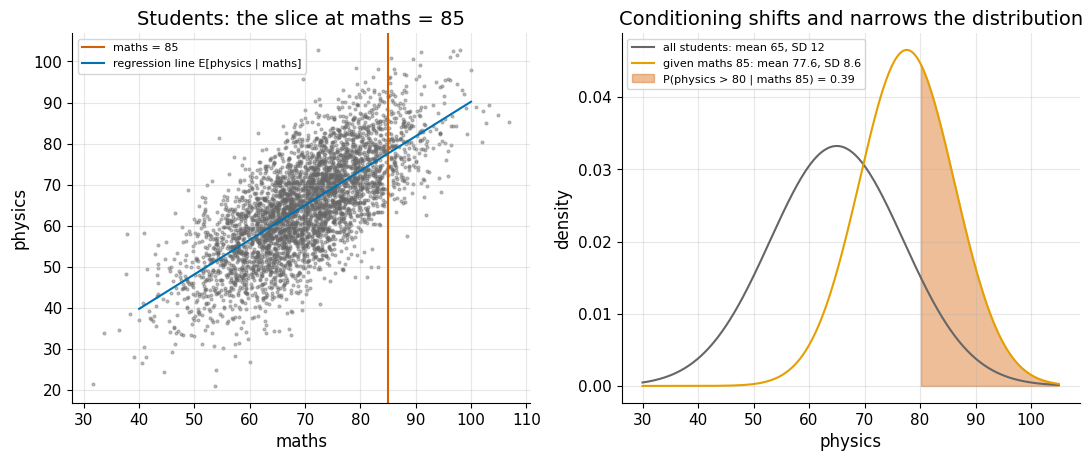 Students: the slice at maths = 85
maths = 85
regression line E[physics | maths]
physics
100
90
80
70
60
50
40
30
20
30 40 50 60 70 80 90 100 110
maths
Conditioning shifts and narrows the distribution
all students: mean 65, SD 12
given maths 85: mean 77.6, SD 8.6
P(physics > 80 | maths 85) = 0.39
density
0.04
0.03
0.02
0.01
0.00
30 40 50 60 70 80 90 100
physics